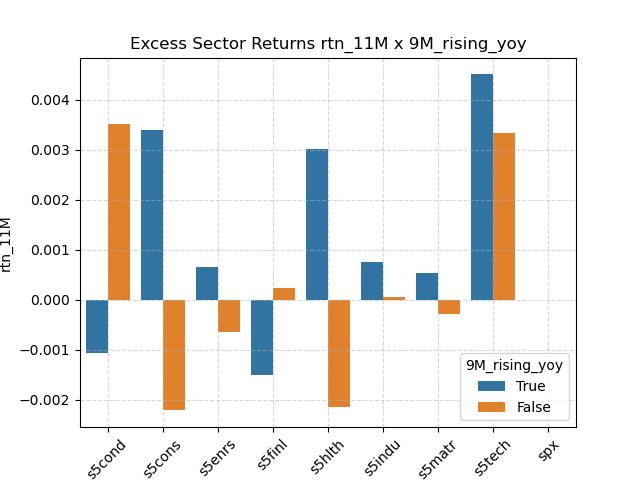 Excess Sector Returns rtn_11M x 9M_rising_yoy
0.004
0.003
0.002
0.001
0.000
−0.001
−0.002
rtn_11M
s5cond
s5cons
s5enrs
s5finl
s5hlth
s5indu
s5matr
s5tech
spx
9M_rising_yoy
True
False